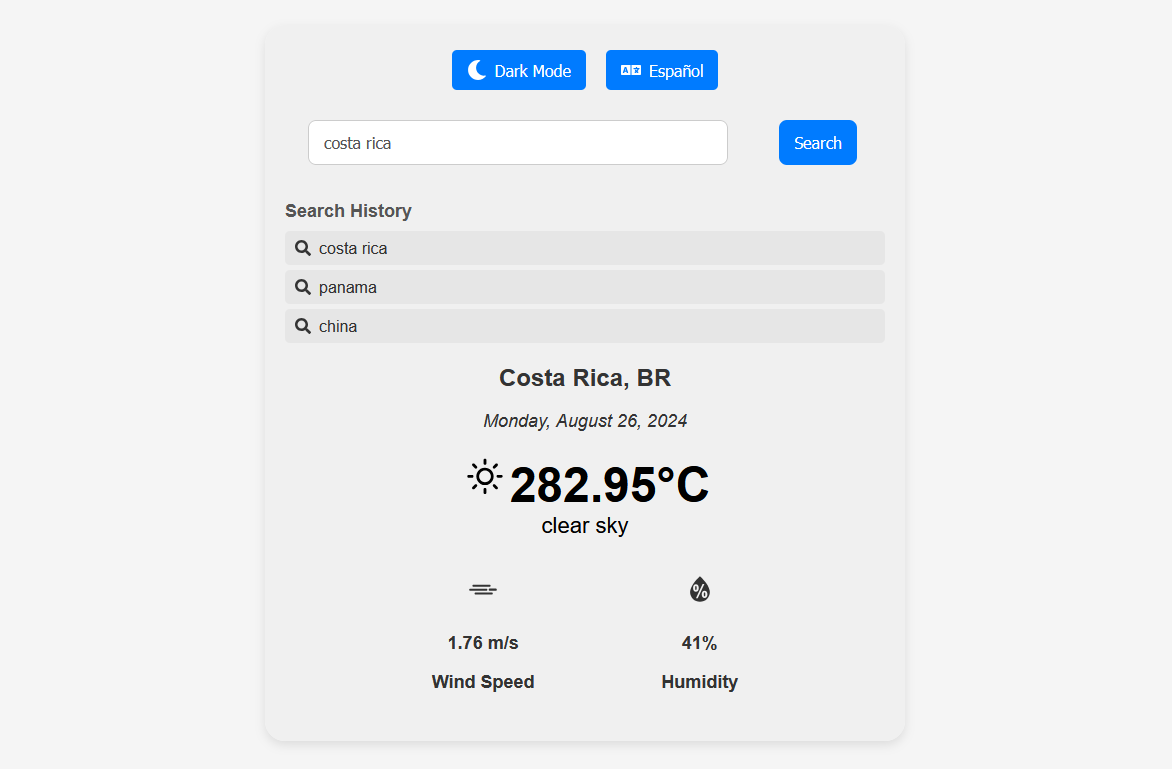 Dark Mode Español
costa rica Search
Search History
costa rica
panama
china
Costa Rica, BR
Monday, August 26, 2024
282.95°C
clear sky
%
1.76 m/s 41%
Wind Speed Humidity